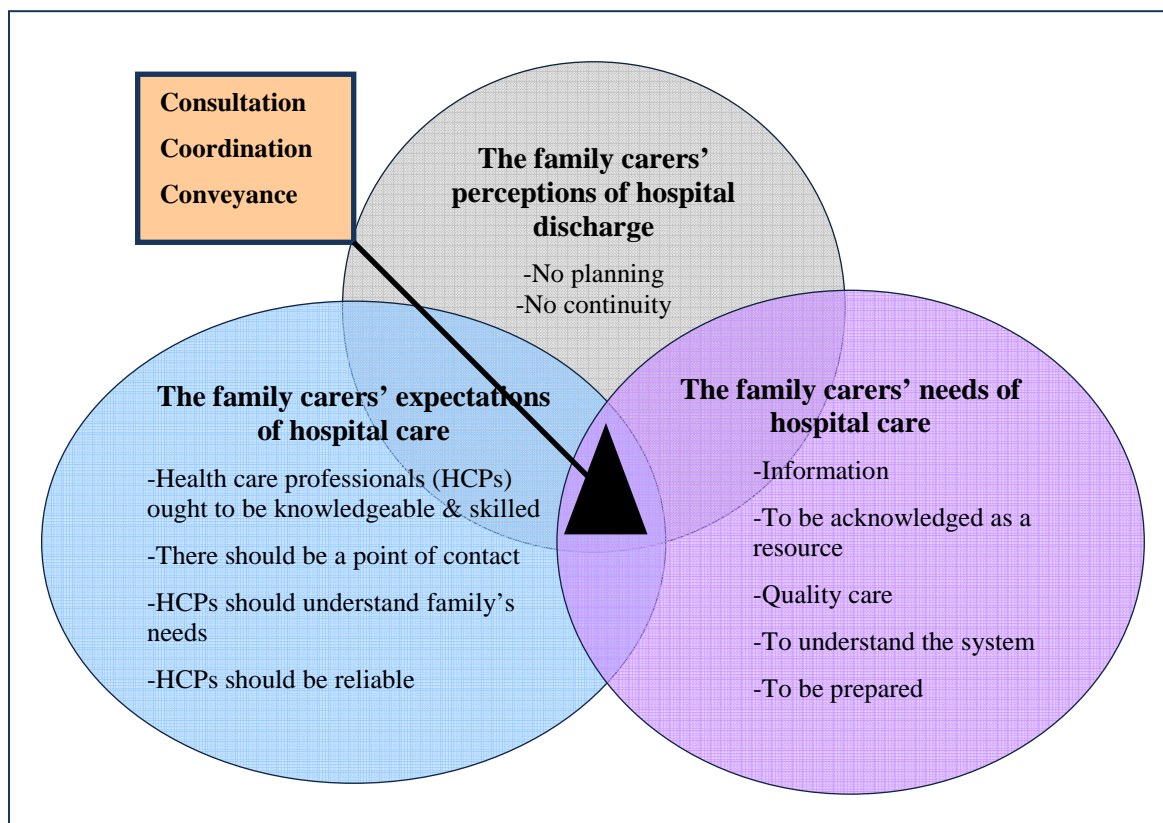 Consultation
Coordination
Conveyance
The family carers’
perceptions of hospital
discharge
-No planning
-No continuity
The family carers’ expectations
of hospital care
-Health care professionals (HCPs)
ought to be knowledgeable & skilled
-There should be a point of contact
-HCPs should understand family’s
needs
-HCPs should be reliable
The family carers’ needs of
hospital care
-Information
-To be acknowledged as a
resource
-Quality care
-To understand the system
-To be prepared